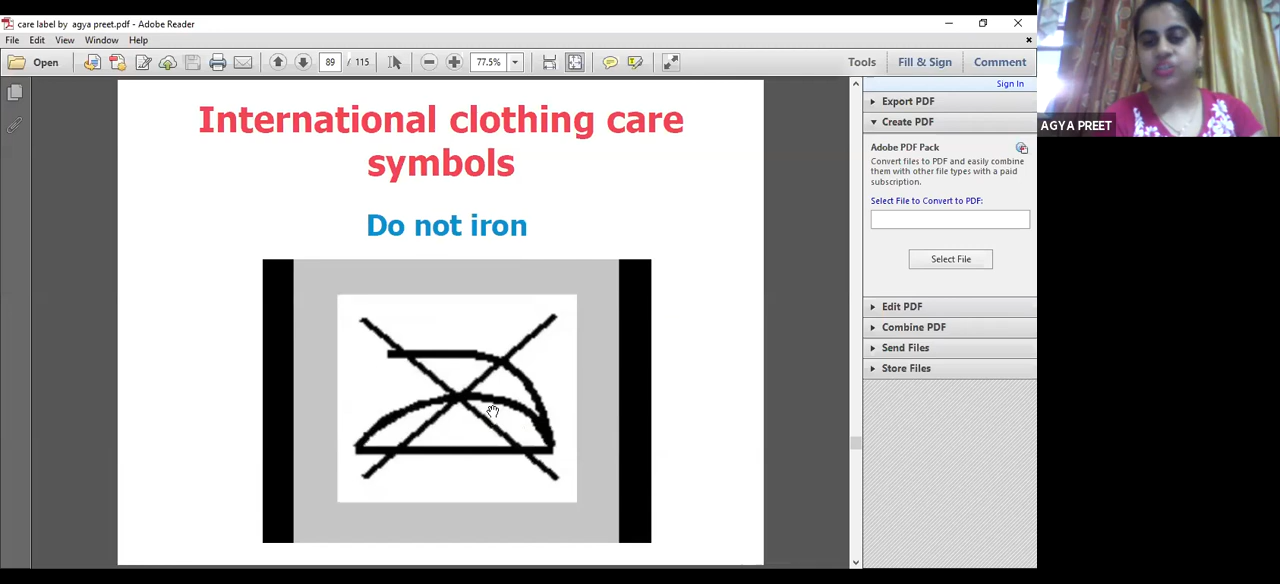 care label by agya preet.pdf - Adobe Reader
File Edit View Window Help
Open 89 / 115 77.5% Tools Fill & Sign Comment
Sign In
Export PDF
Create PDF
Adobe PDF Pack
Convert files to PDF and easily combine
them with other file types with a paid
subscription.
Select File to Convert to PDF:
Select File
Edit PDF
Combine PDF
Send Files
Store Files
International clothing care
symbols
Do not iron
AGYA PREET